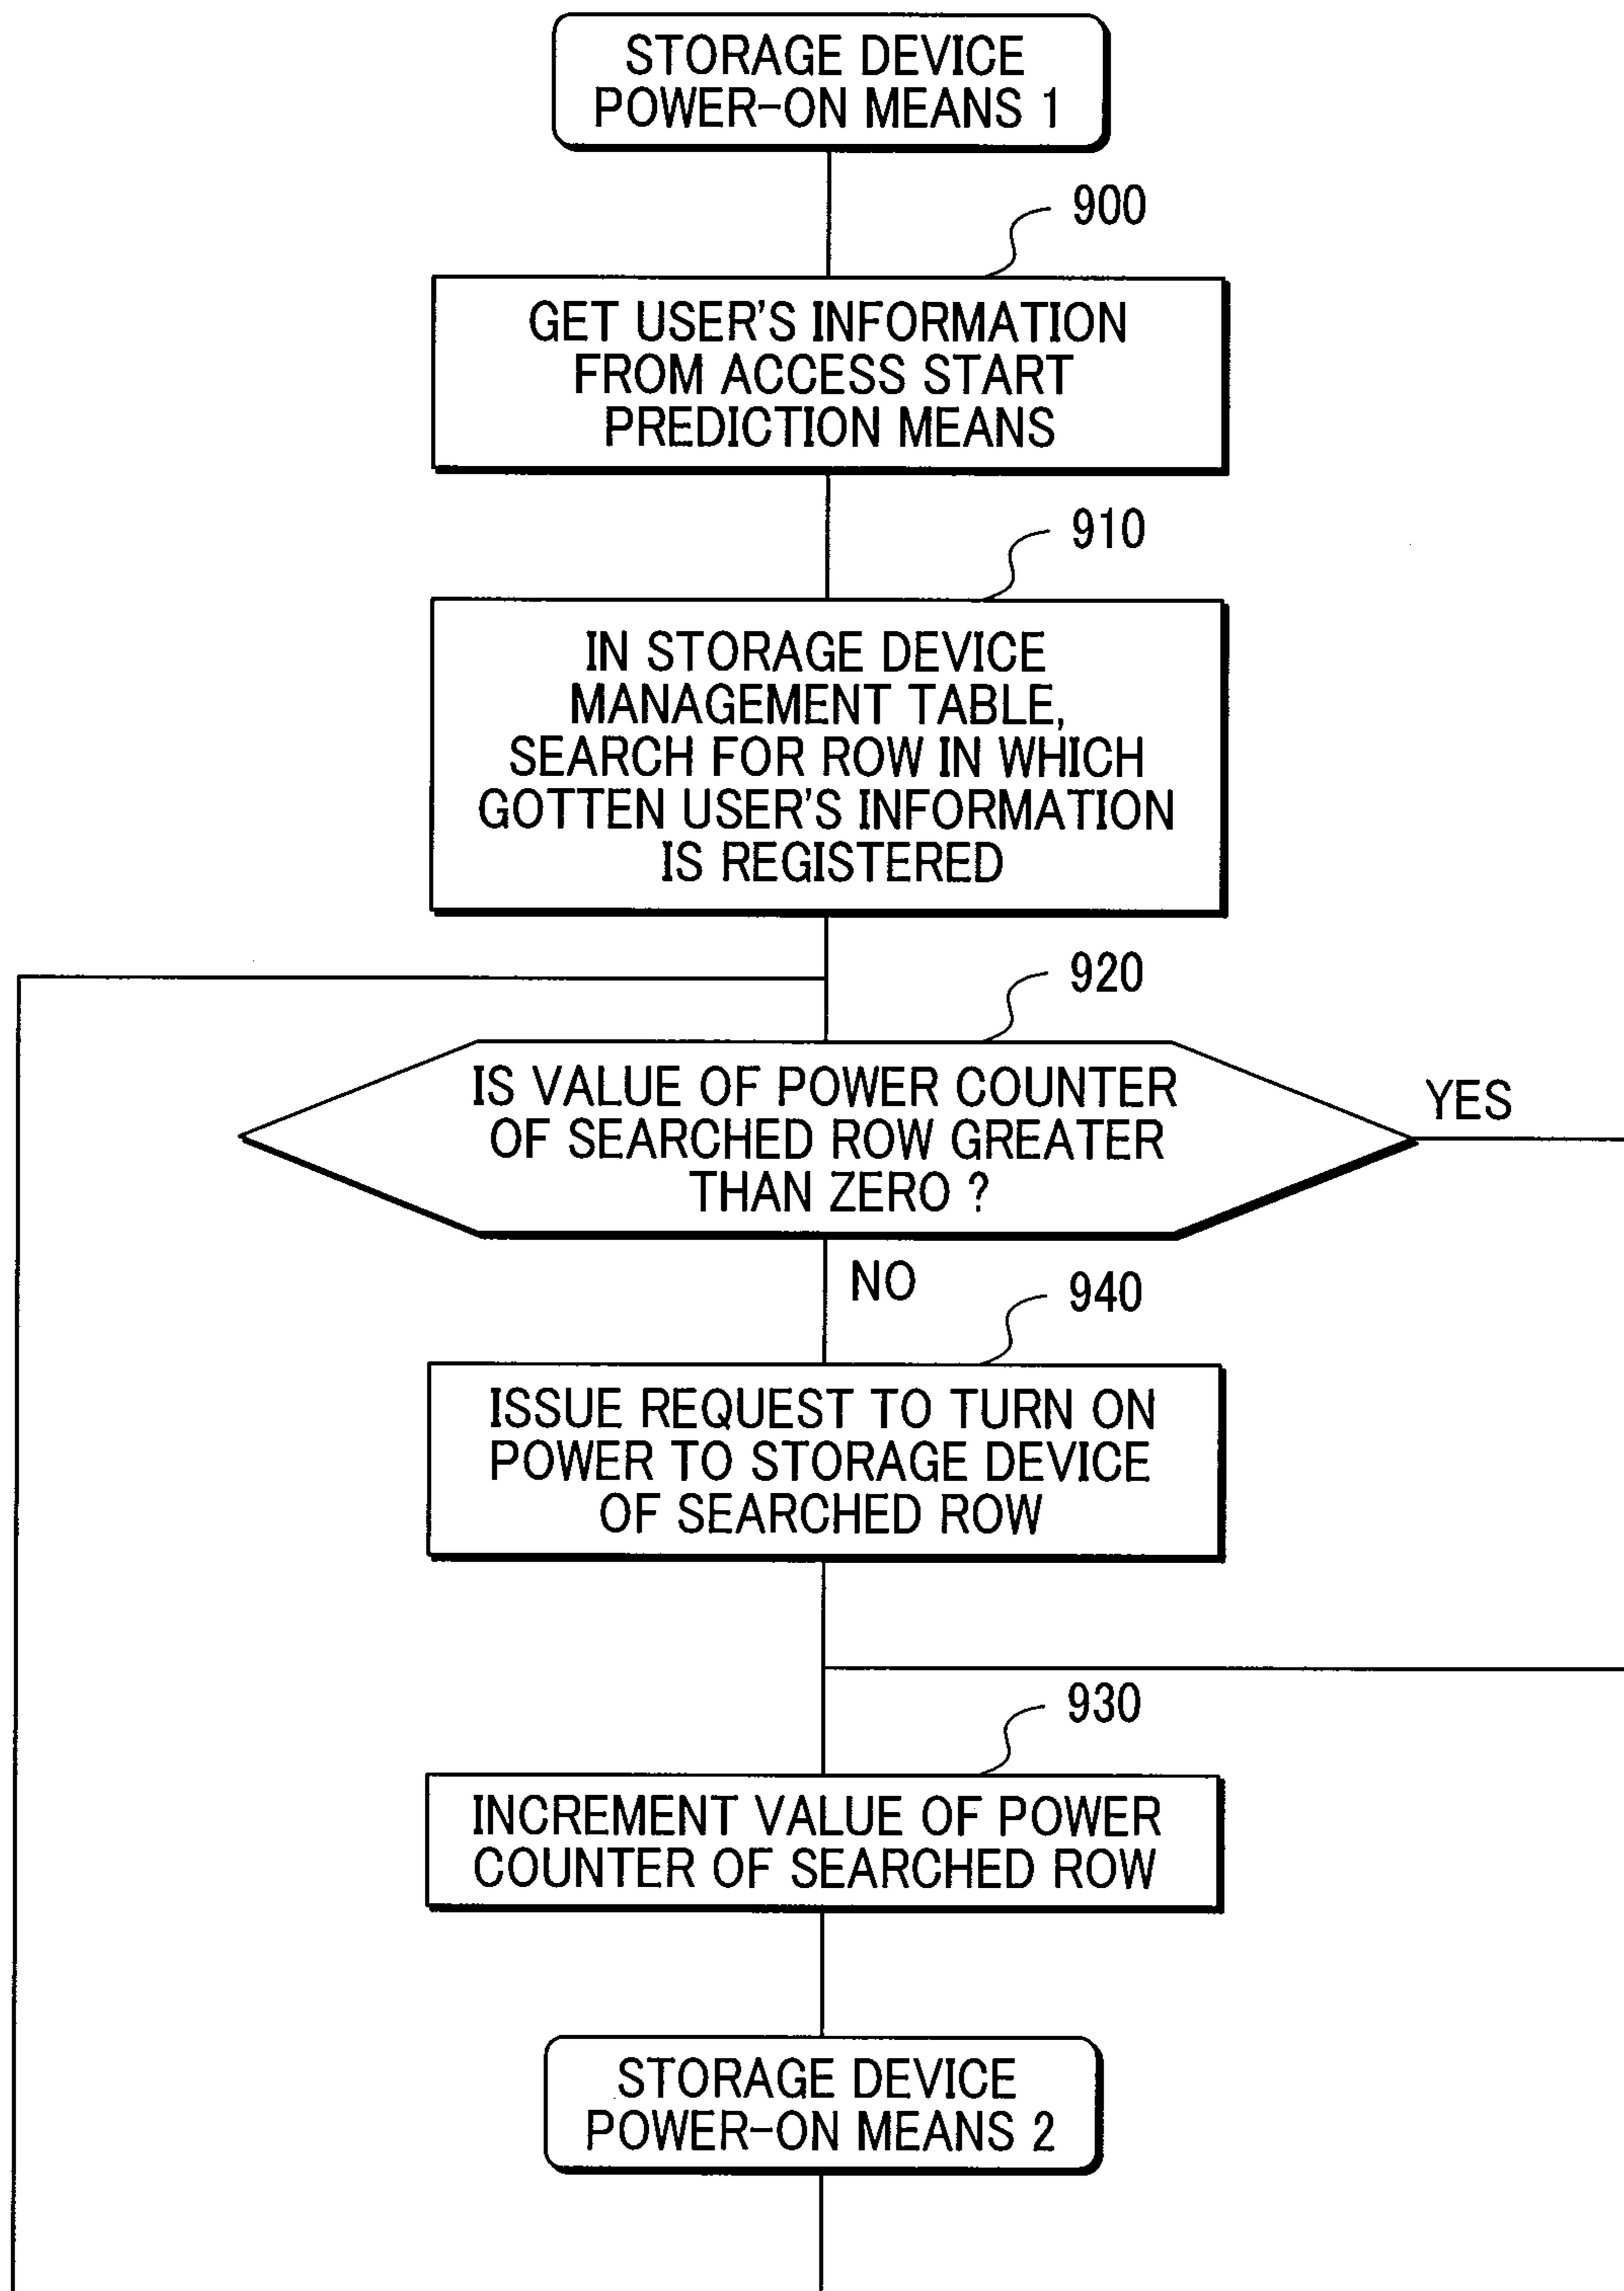 STORAGE DEVICE
POWER-ON MEANS 1
900
GET USER'S INFORMATION
FROM ACCESS START
PREDICTION MEANS
910
IN STORAGE DEVICE
MANAGEMENT TABLE,
SEARCH FOR ROW IN WHICH
GOTTEN USER'S INFORMATION
IS REGISTERED
920
IS VALUE OF POWER COUNTER
OF SEARCHED ROW GREATER
THAN ZERO ?
YES
NO
940
ISSUE REQUEST TO TURN ON
POWER TO STORAGE DEVICE
OF SEARCHED ROW
930
INCREMENT VALUE OF POWER
COUNTER OF SEARCHED ROW
STORAGE DEVICE
POWER-ON MEANS 2